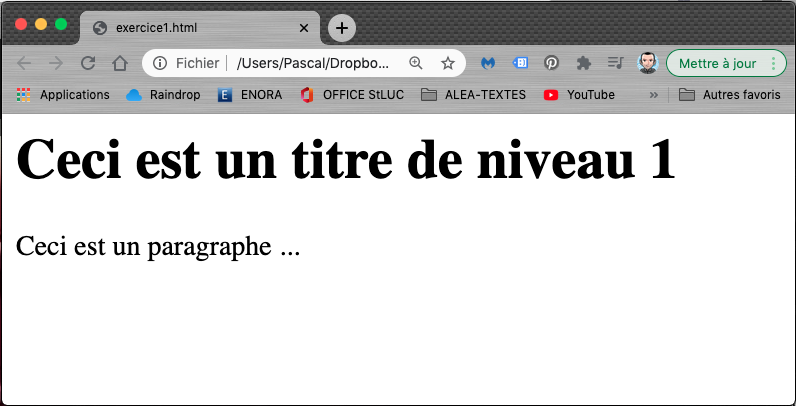 exercice1.html
Fichier /Users/Pascal/Dropbo... Mettre à jour
Applications Raindrop E ENORA OFFICE StLUC ALEA-TEXTES YouTube » Autres favoris
Ceci est un titre de niveau 1
Ceci est un paragraphe ...